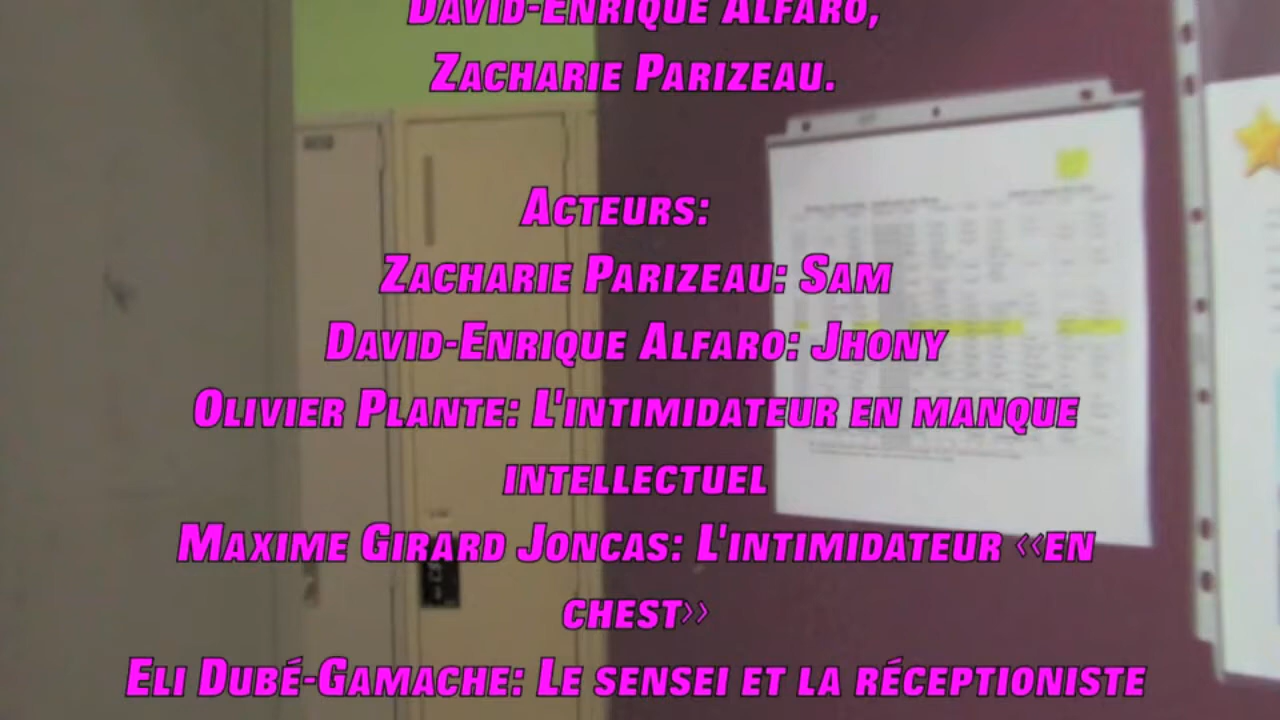 David-Enrique Alfaro,
Zacharie Parizeau.
Acteurs:
Zacharie Parizeau: Sam
David-Enrique Alfaro: Jhony
Olivier Plante: L'intimidateur en manque
intellectuel
Maxime Girard Joncas: L'intimidateur <<en
chest>>
Eli Dubé-Gamache: Le sensei et la réceptioniste